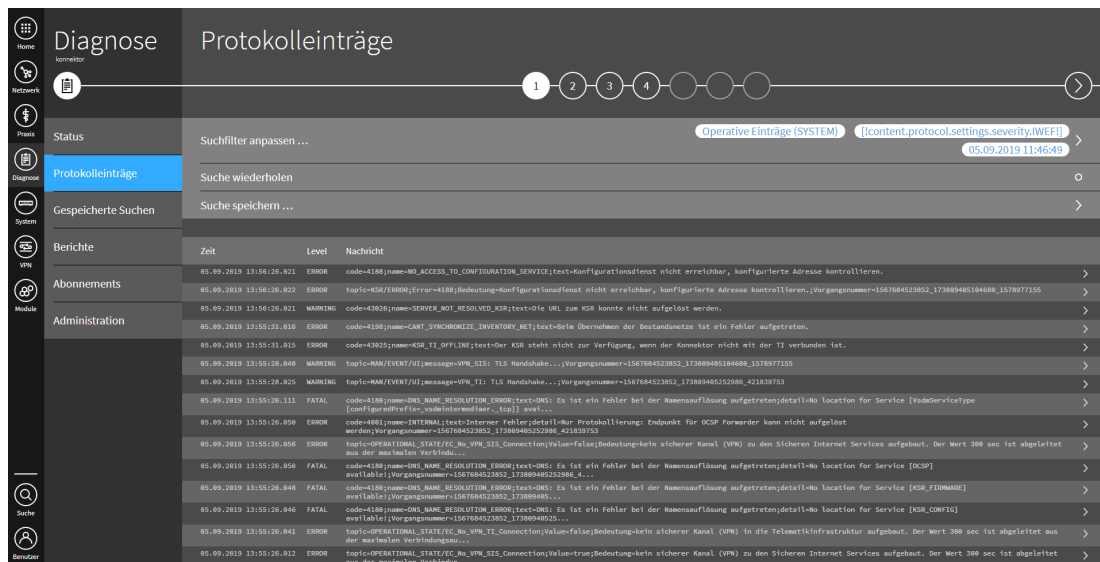 Home
Netzwerk
Praxis
Diagnose
System
VPN
Module
Suche
Benutzer
Diagnose
konnektor
Status
Protokolleinträge
Gespeicherte Suchen
Berichte
Abonnements
Administration
Protokolleinträge
1 2 3 4
Suchfilter anpassen ...
Operative Einträge (SYSTEM) [!content.protocol.settings.severity.IWEF!]
05.09.2019 11:46:49
Suche wiederholen
Suche speichern ...
Zeit Level Nachricht
05.09.2019 13:56:26.021 ERROR code=4188;name=NO_ACCESS_TO_CONFIGURATION_SERVICE;text=Konfigurationsdienst nicht erreichbar, konfigurierte Adresse kontrollieren.
05.09.2019 13:56:26.022 ERROR topic=KSR/ERROR;Error=4188;Bedeutung=Konfigurationsdienst nicht erreichbar, konfigurierte Adresse kontrollieren.;Vorgangsnummer=1567684523852_173809405104680_1578977155
05.09.2019 13:56:26.021 WARNING code=43026;name=SERVER_NOT_RESOLVED_KSR;text=Die URL zum KSR konnte nicht aufgelöst werden.
05.09.2019 13:55:31.016 ERROR code=4198;name=CANT_SYNCHRONIZE_INVENTORY_NET;text=Beim Übernehmen der Bestandsnetze ist ein Fehler aufgetreten.
05.09.2019 13:55:31.015 ERROR code=43025;name=KSR_TI_OFFLINE;text=Der KSR steht nicht zur Verfügung, wenn der Konnektor nicht mit der TI verbunden ist.
05.09.2019 13:55:28.040 WARNING topic=MAN/EVENT/UI;message=VPN_SIS: TLS Handshake...;Vorgangsnummer=1567684523852_173809405104680_1578977155
05.09.2019 13:55:28.025 WARNING topic=MAN/EVENT/UI;message=VPN_TI: TLS Handshake...;Vorgangsnummer=1567684523852_173809405252986_421839753
05.09.2019 13:55:26.111 FATAL code=4180;name=DNS_NAME_RESOLUTION_ERROR;text=DNS: Es ist ein Fehler bei der Namensauflösung aufgetreten;detail=No location for Service [VsdmServiceType
[configuredPrefix=_vsdmintermediaer._tcp]] avai...
05.09.2019 13:55:26.050 ERROR code=4001;name=INTERNAL;text=Interner Fehler;detail=Nur Protokollierung: Endpunkt für OCSP Forwarder kann nicht aufgelöst
werden;Vorgangsnummer=1567684523852_173809405252986_421839753
05.09.2019 13:55:26.056 ERROR topic=OPERATIONAL_STATE/EC_No_VPN_SIS_Connection;Value=false;Bedeutung=kein sicherer Kanal (VPN) zu den Sicheren Internet Services aufgebaut. Der Wert 300 sec ist abgeleitet
aus der maximalen Verbindu...
05.09.2019 13:55:26.050 FATAL code=4180;name=DNS_NAME_RESOLUTION_ERROR;text=DNS: Es ist ein Fehler bei der Namensauflösung aufgetreten;detail=No location for Service [OCSP]
available!;Vorgangsnummer=1567684523852_173809405252986_4...
05.09.2019 13:55:26.048 FATAL code=4180;name=DNS_NAME_RESOLUTION_ERROR;text=DNS: Es ist ein Fehler bei der Namensauflösung aufgetreten;detail=No location for Service [KSR_FIRMWARE]
available!;Vorgangsnummer=1567684523852_173809405...
05.09.2019 13:55:26.046 FATAL code=4180;name=DNS_NAME_RESOLUTION_ERROR;text=DNS: Es ist ein Fehler bei der Namensauflösung aufgetreten;detail=No location for Service [KSR_CONFIG]
available!;Vorgangsnummer=1567684523852_17380940525...
05.09.2019 13:55:26.041 ERROR topic=OPERATIONAL_STATE/EC_No_VPN_TI_Connection;Value=false;Bedeutung=kein sicherer Kanal (VPN) in die Telematikinfrastruktur aufgebaut. Der Wert 300 sec ist abgeleitet aus
der maximalen Verbindungsau...
05.09.2019 13:55:26.012 ERROR topic=OPERATIONAL_STATE/EC_No_VPN_SIS_Connection;Value=true;Bedeutung=kein sicherer Kanal (VPN) zu den Sicheren Internet Services aufgebaut. Der Wert 300 sec ist abgeleitet